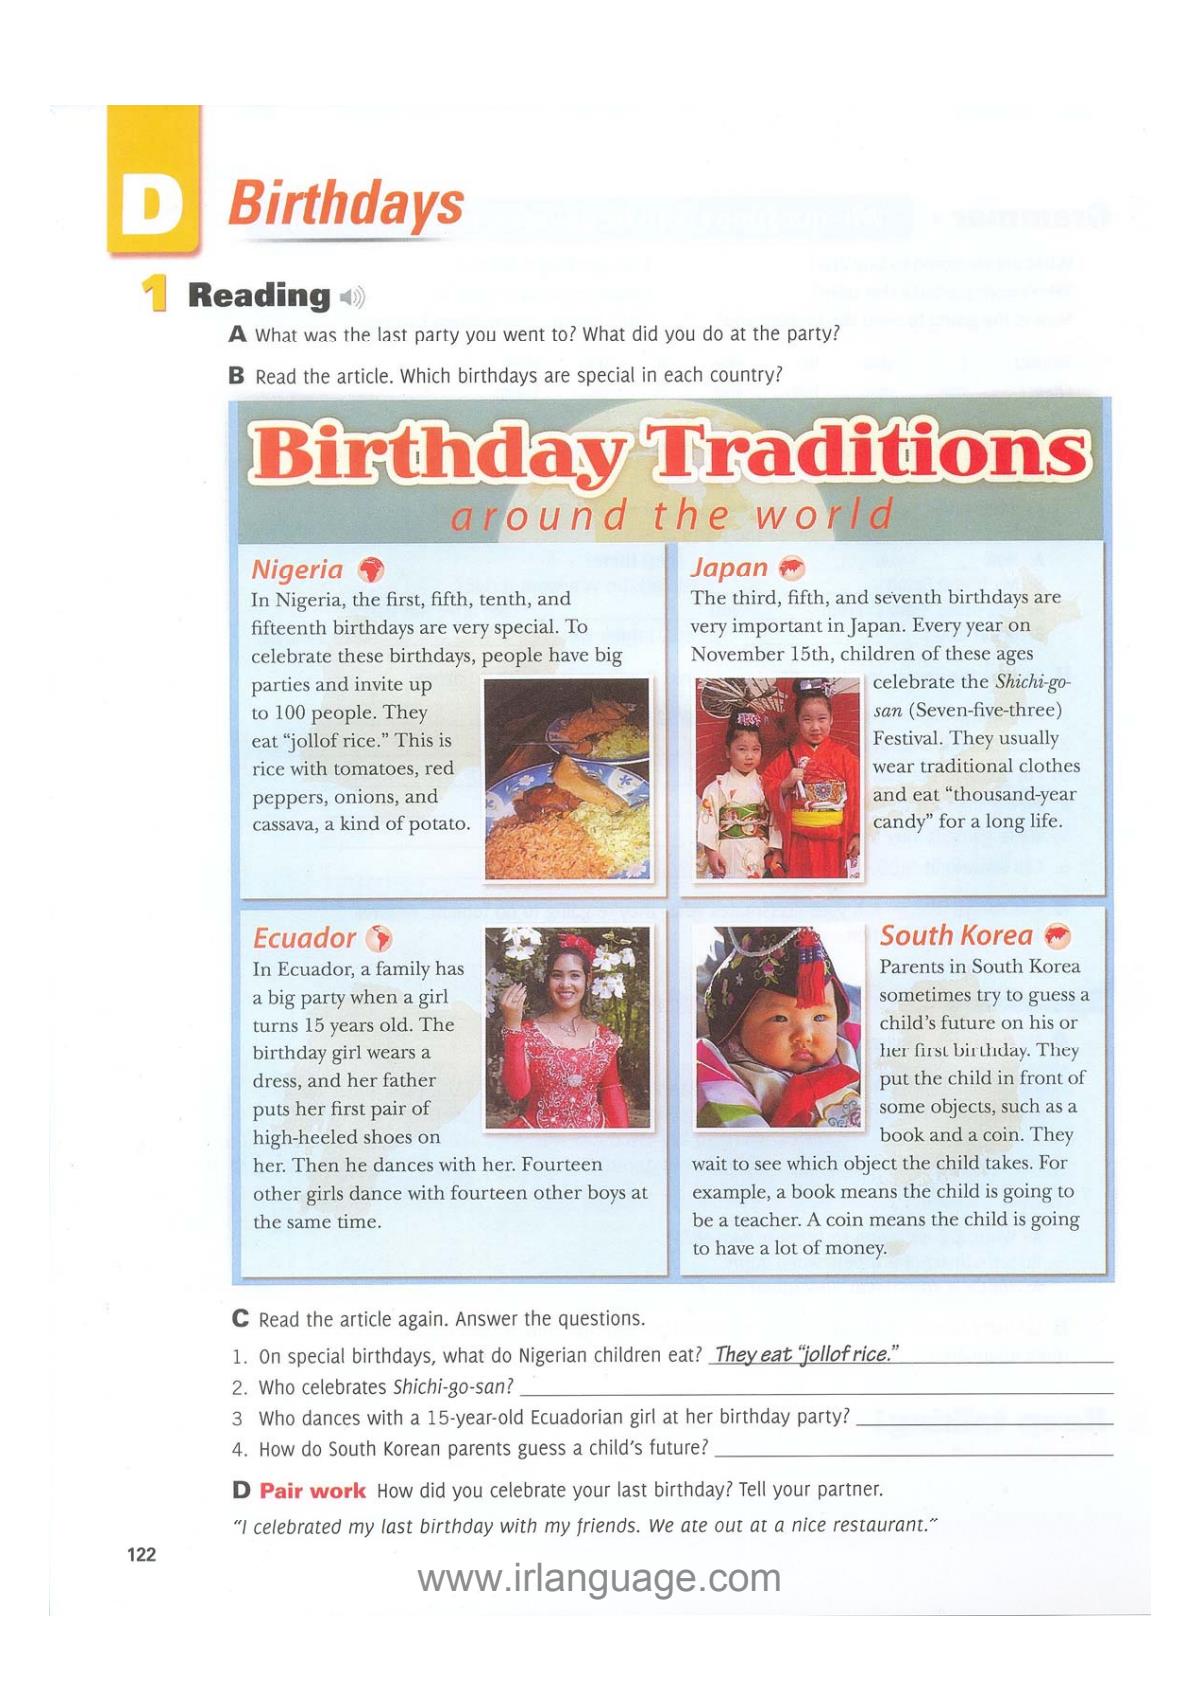 D
Birthdays
1 Reading
A What was the last party you went to? What did you do at the party?
B Read the article. Which birthdays are special in each country?
Birthday Traditions
around the world
Nigeria
In Nigeria, the first, fifth, tenth, and
fifteenth birthdays are very special. To
celebrate these birthdays, people have big
parties and invite up
to 100 people. They
eat “jollof rice.” This is
rice with tomatoes, red
peppers, onions, and
cassava, a kind of potato.
Japan
The third, fifth, and seventh birthdays are
very important in Japan. Every year on
November 15th, children of these ages
celebrate the Shichi-go-
san (Seven-five-three)
Festival. They usually
wear traditional clothes
and eat “thousand-year
candy” for a long life.
Ecuador
In Ecuador, a family has
a big party when a girl
turns 15 years old. The
birthday girl wears a
dress, and her father
puts her first pair of
high-heeled shoes on
her. Then he dances with her. Fourteen
other girls dance with fourteen other boys at
the same time.
South Korea
Parents in South Korea
sometimes try to guess a
child’s future on his or
her first birthday. They
put the child in front of
some objects, such as a
book and a coin. They
wait to see which object the child takes. For
example, a book means the child is going to
be a teacher. A coin means the child is going
to have a lot of money.
C Read the article again. Answer the questions.
1. On special birthdays, what do Nigerian children eat? They eat “jollof rice.”
2. Who celebrates Shichi-go-san?
3 Who dances with a 15-year-old Ecuadorian girl at her birthday party?
4. How do South Korean parents guess a child’s future?
D Pair work How did you celebrate your last birthday? Tell your partner.
“I celebrated my last birthday with my friends. We ate out at a nice restaurant.”
122
www.irlanguage.com